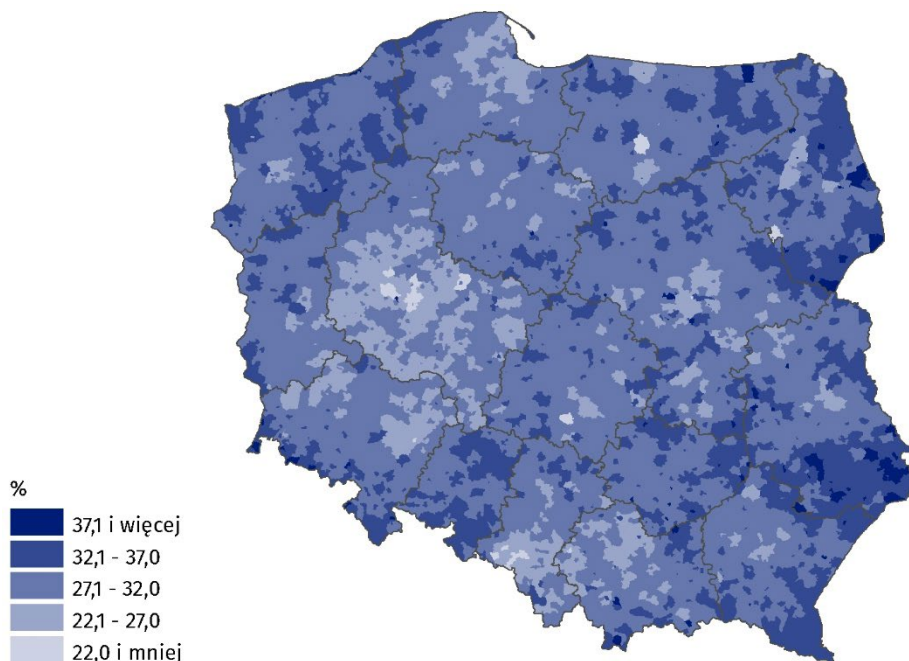 %
37,1 i więcej
32,1 - 37,0
27,1 - 32,0
22,1 - 27,0
22,0 i mniej